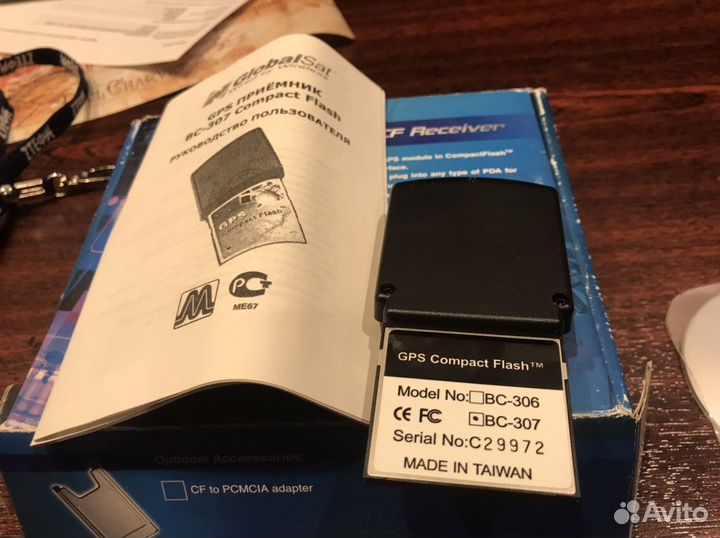 GlobalSat
GPS ПРИЁМНИК
BC-307 Compact Flash
РУКОВОДСТВО ПОЛЬЗОВАТЕЛЯ
GPS
Compact Flash
ME67
CF Receiver
GPS module in CompactFlash™
plug into any type of PDA for
GPS Compact Flash™
Model No: BC-306
CE FC BC-307
Serial No: C29972
MADE IN TAIWAN
Optional Accessories:
CF to PCMCIA adapter
Avito